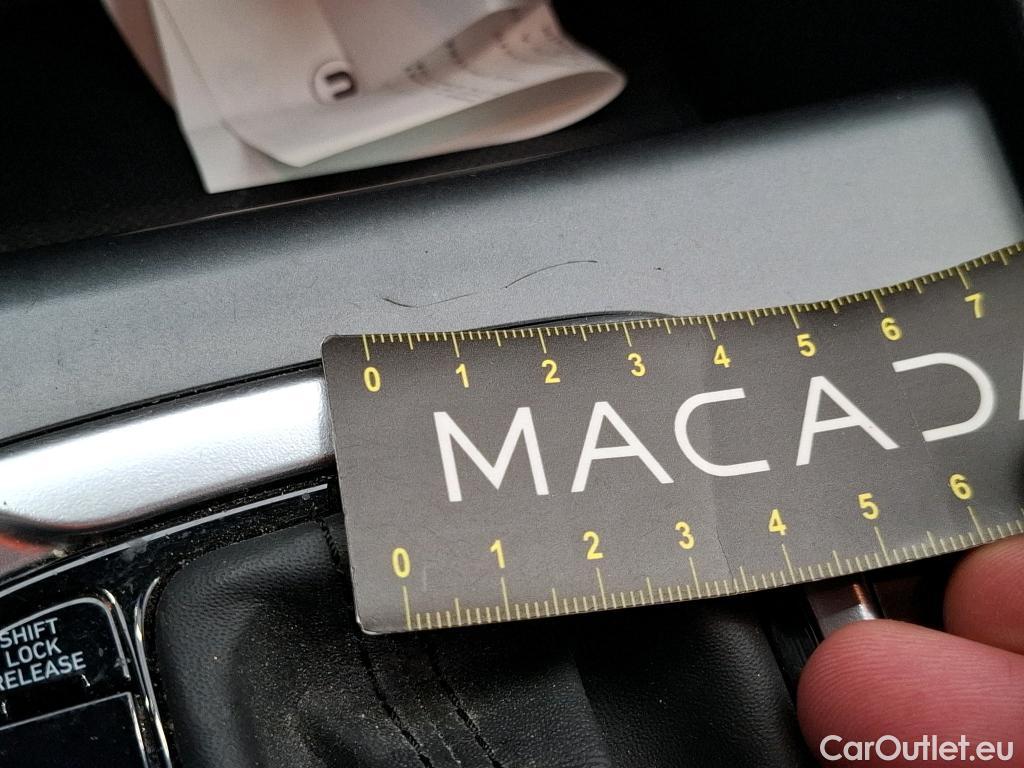 0 1 2 3 4 5 6 7
MACADA
0 1 2 3 4 5 6
SHIFT
LOCK
RELEASE
CarOutlet.eu